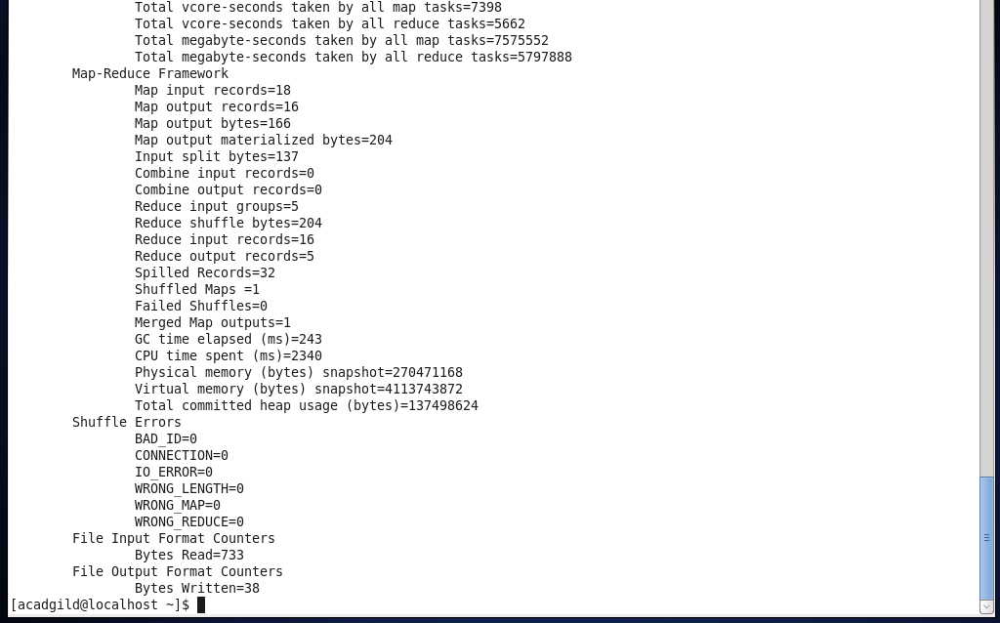 Total vcore-seconds taken by all map tasks=7398
Total vcore-seconds taken by all reduce tasks=5662
Total megabyte-seconds taken by all map tasks=7575552
Total megabyte-seconds taken by all reduce tasks=5797888
Map-Reduce Framework
Map input records=18
Map output records=16
Map output bytes=166
Map output materialized bytes=204
Input split bytes=137
Combine input records=0
Combine output records=0
Reduce input groups=5
Reduce shuffle bytes=204
Reduce input records=16
Reduce output records=5
Spilled Records=32
Shuffled Maps =1
Failed Shuffles=0
Merged Map outputs=1
GC time elapsed (ms)=243
CPU time spent (ms)=2340
Physical memory (bytes) snapshot=270471168
Virtual memory (bytes) snapshot=4113743872
Total committed heap usage (bytes)=137498624
Shuffle Errors
BAD_ID=0
CONNECTION=0
IO_ERROR=0
WRONG_LENGTH=0
WRONG_MAP=0
WRONG_REDUCE=0
File Input Format Counters
Bytes Read=733
File Output Format Counters
Bytes Written=38
[acadgild@localhost ~]$